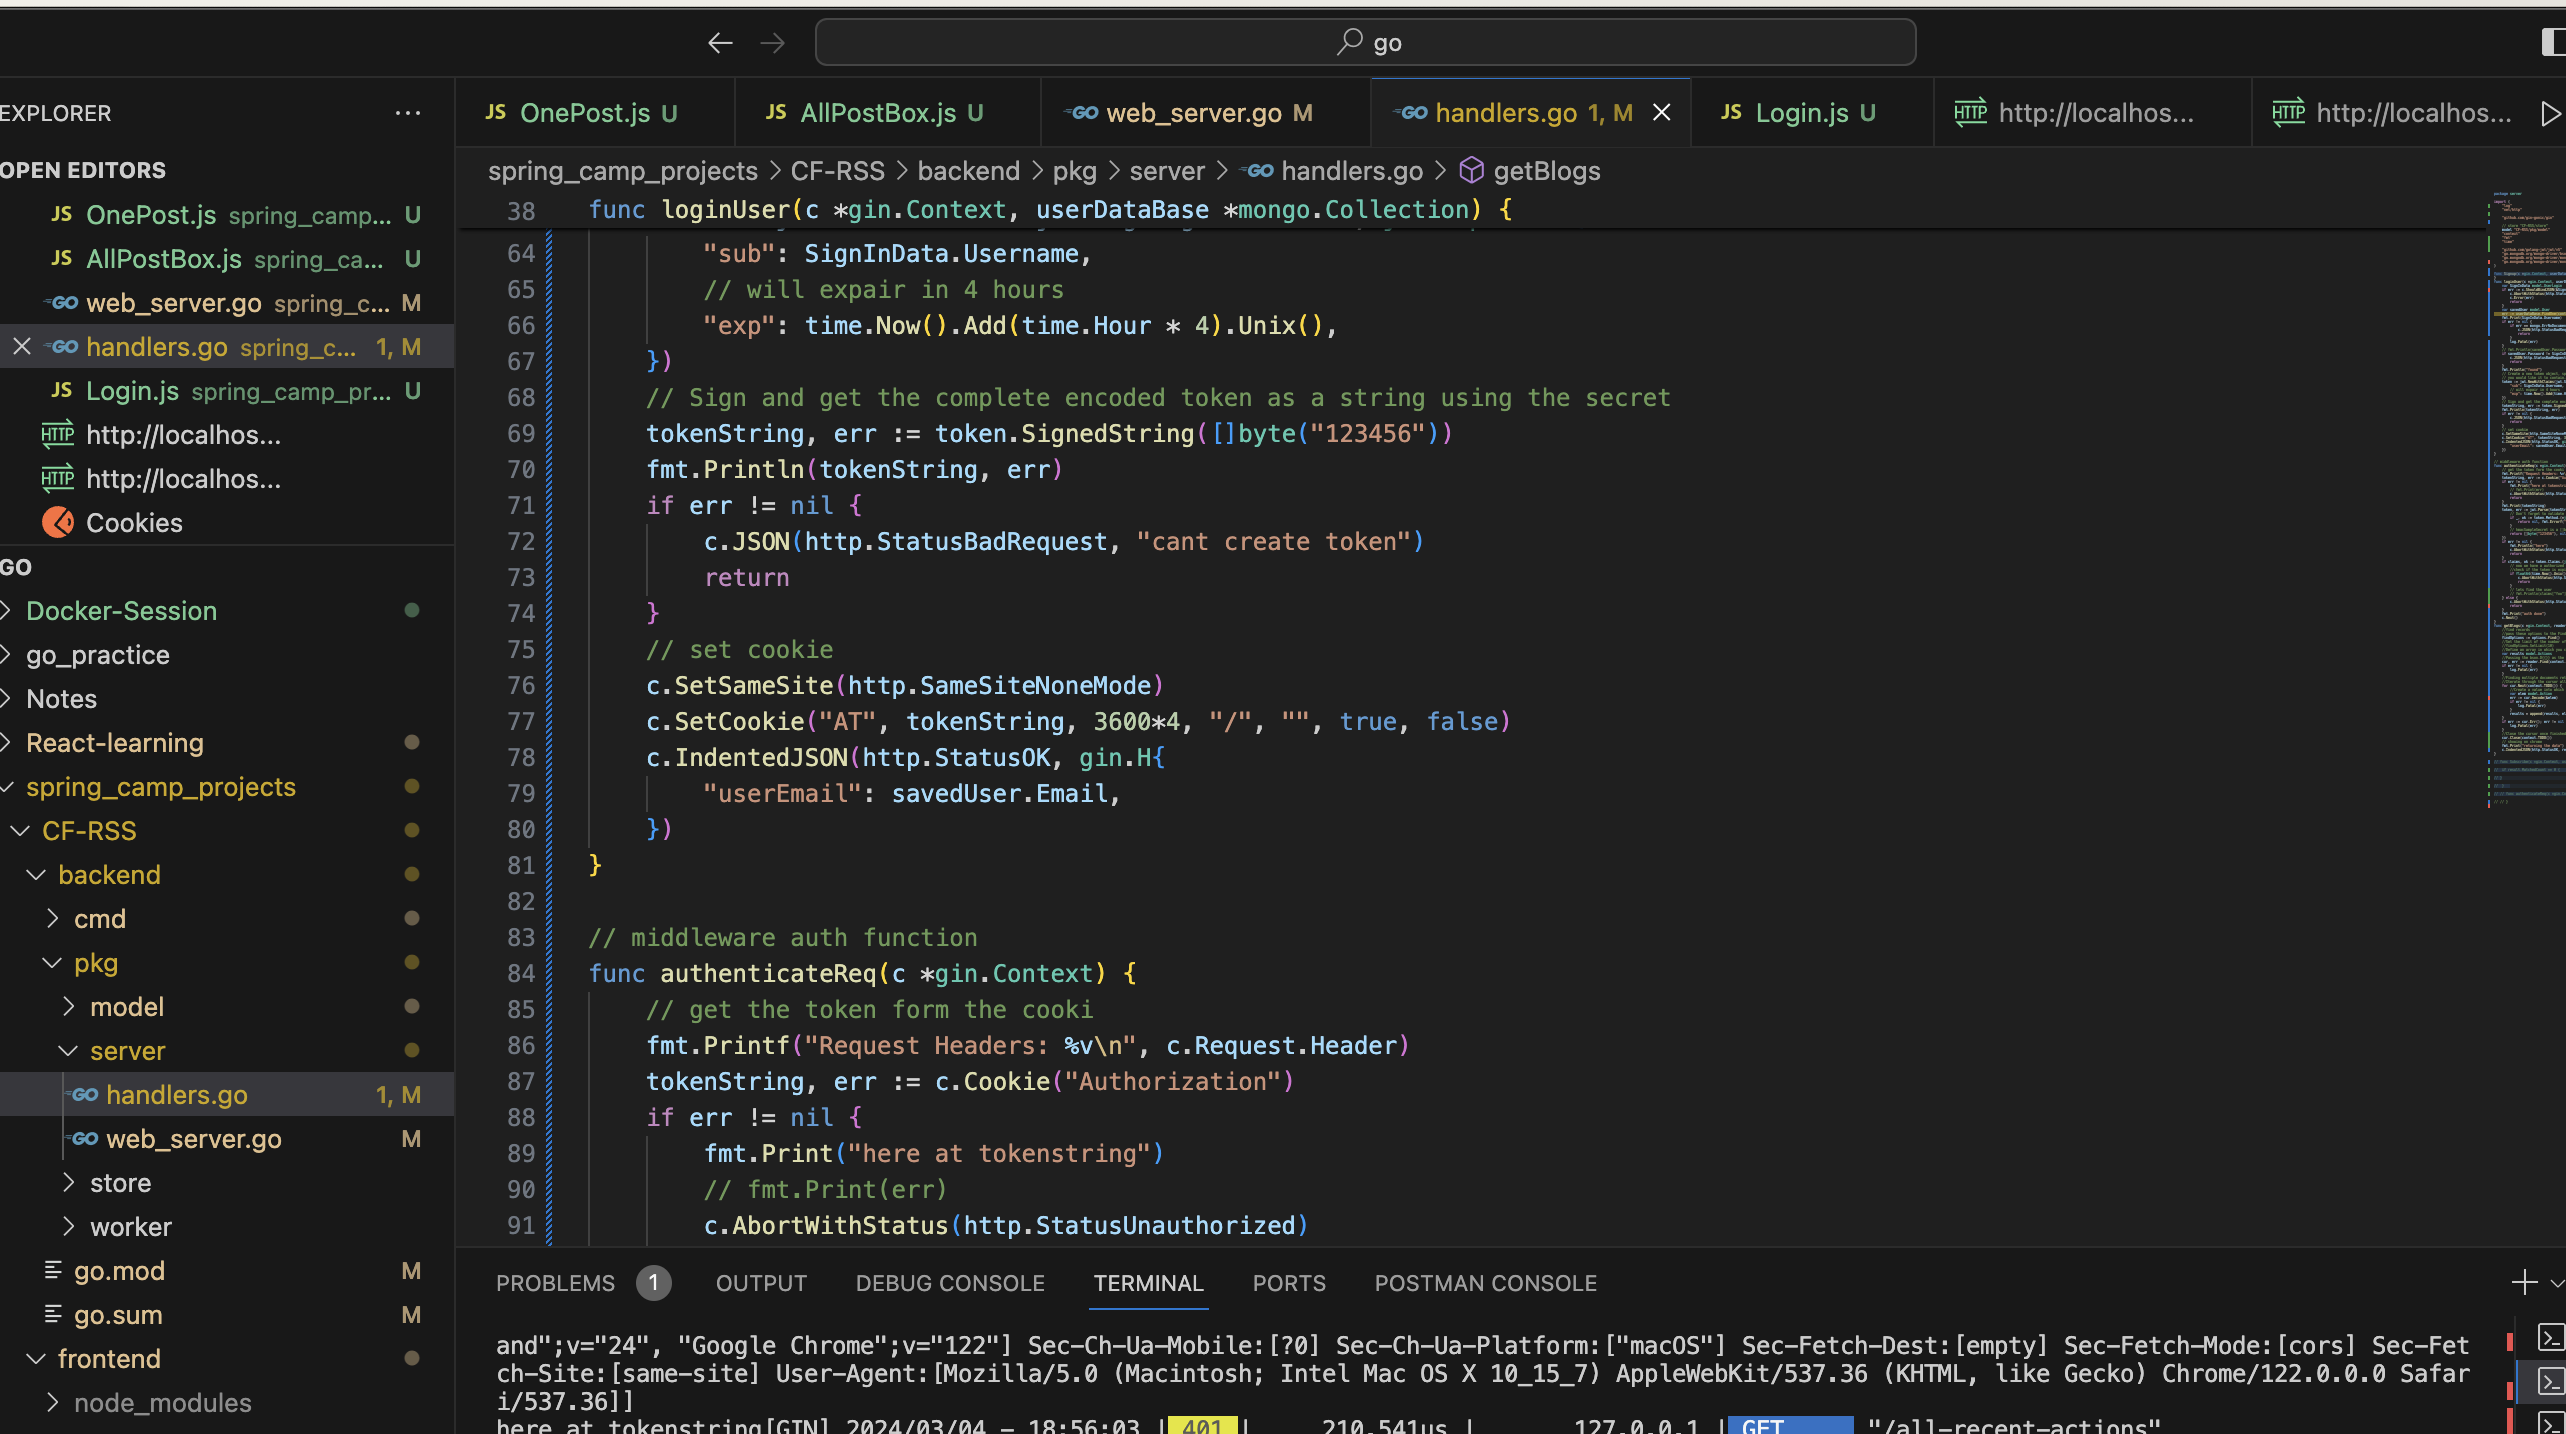 go
EXPLORER
OPEN EDITORS
JS OnePost.js spring_camp... U
JS AllPostBox.js spring_ca... U
GO web_server.go spring_c... M
GO handlers.go spring_c... 1, M
JS Login.js spring_camp_pr... U
HTTP http://localhos...
HTTP http://localhos...
Cookies
GO
Docker-Session
go_practice
Notes
React-learning
spring_camp_projects
CF-RSS
backend
cmd
pkg
model
server
GO handlers.go 1, M
GO web_server.go M
store
worker
go.mod M
go.sum M
frontend
node_modules
JS OnePost.js U JS AllPostBox.js U GO web_server.go M GO handlers.go 1, M JS Login.js U HTTP http://localhos... HTTP http://localhos...
spring_camp_projects > CF-RSS > backend > pkg > server > GO handlers.go > getBlogs
38 func loginUser(c *gin.Context, userDataBase *mongo.Collection) {
64 "sub": SignInData.Username,
65 // will expair in 4 hours
66 "exp": time.Now().Add(time.Hour * 4).Unix(),
67 })
68 // Sign and get the complete encoded token as a string using the secret
69 tokenString, err := token.SignedString([]byte("123456"))
70 fmt.Println(tokenString, err)
71 if err != nil {
72 c.JSON(http.StatusBadRequest, "cant create token")
73 return
74 }
75 // set cookie
76 c.SetSameSite(http.SameSiteNoneMode)
77 c.SetCookie("AT", tokenString, 3600*4, "/", "", true, false)
78 c.IndentedJSON(http.StatusOK, gin.H{
79 "userEmail": savedUser.Email,
80 })
81 }
82
83 // middleware auth function
84 func authenticateReq(c *gin.Context) {
85 // get the token form the cooki
86 fmt.Printf("Request Headers: %v\n", c.Request.Header)
87 tokenString, err := c.Cookie("Authorization")
88 if err != nil {
89 fmt.Print("here at tokenstring")
90 // fmt.Print(err)
91 c.AbortWithStatus(http.StatusUnauthorized)
PROBLEMS 1 OUTPUT DEBUG CONSOLE TERMINAL PORTS POSTMAN CONSOLE
and";v="24", "Google Chrome";v="122"] Sec-Ch-Ua-Mobile:[?0] Sec-Ch-Ua-Platform:["macOS"] Sec-Fetch-Dest:[empty] Sec-Fetch-Mode:[cors] Sec-Fet
ch-Site:[same-site] User-Agent:[Mozilla/5.0 (Macintosh; Intel Mac OS X 10_15_7) AppleWebKit/537.36 (KHTML, like Gecko) Chrome/122.0.0.0 Safar
i/537.36]]
here at tokenstring[GIN] 2024/03/04 - 18:56:03 | 401 | 210.541µs | 127.0.0.1 | GET "/all-recent-actions"